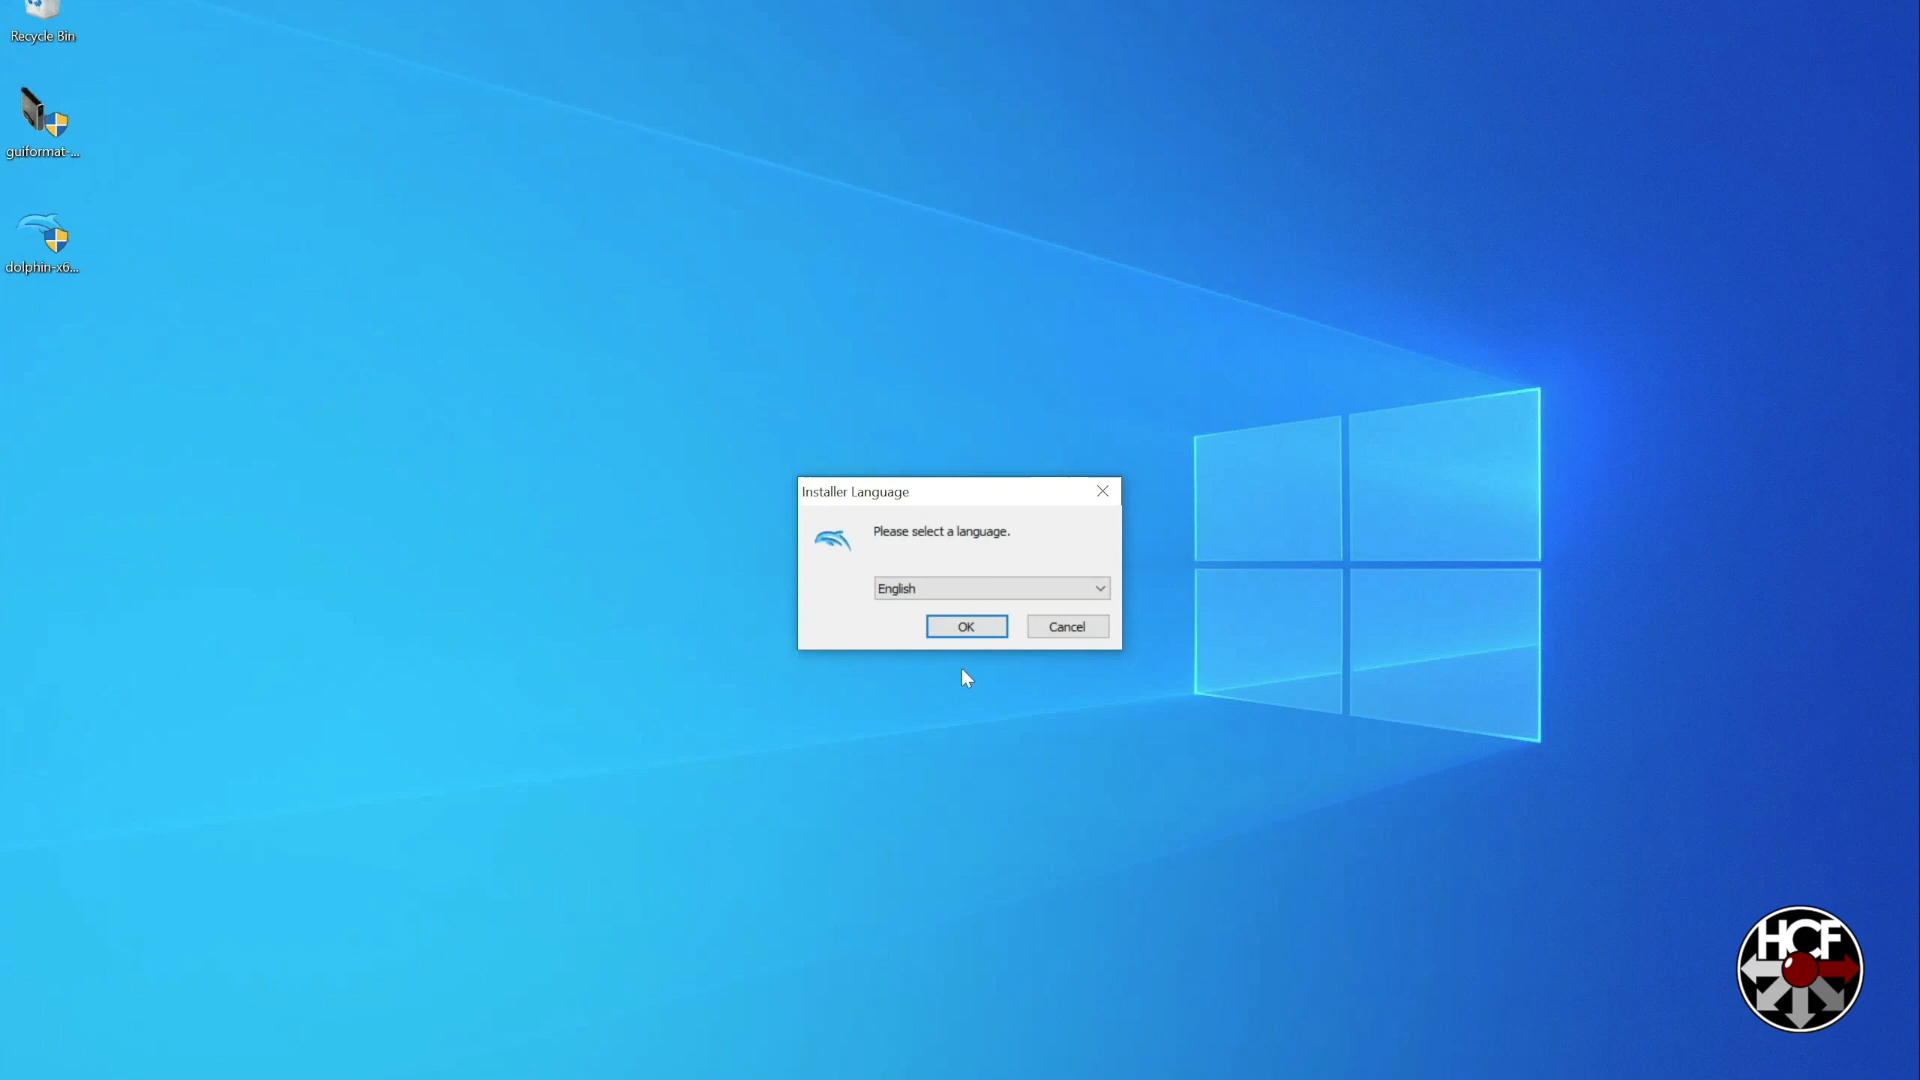 Recycle Bin
guiformat-...
dolphin-x6...
Installer Language
Please select a language.
English
OK
Cancel
HCF